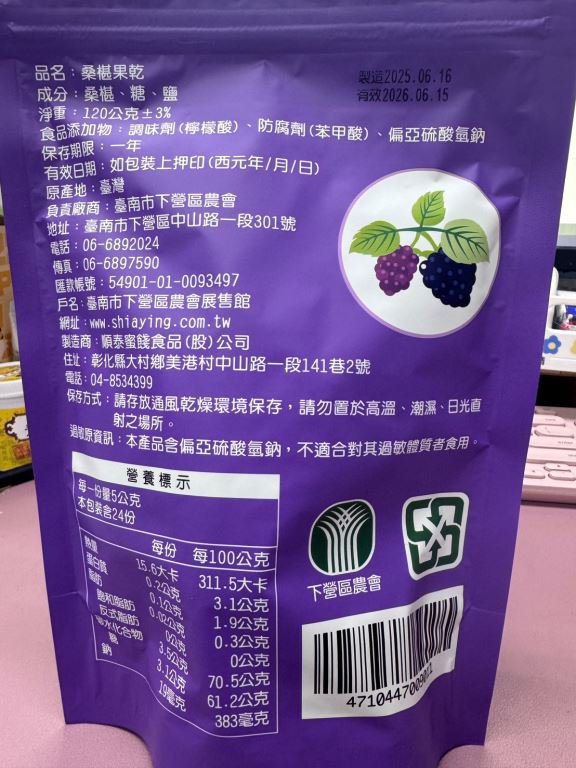 品名：桑椹果乾
製造2025.06.16
有效2026.06.15
成分：桑椹、糖、鹽
淨重：120公克±3%
食品添加物：調味劑(檸檬酸)、防腐劑(苯甲酸)、偏亞硫酸氫鈉
保存期限：一年
有效日期：如包裝上押印(西元年/月/日)
原產地：臺灣
負責廠商：臺南市下營區農會
地址：臺南市下營區中山路一段301號
電話：06-6892024
傳真：06-6897590
匯款帳號：54901-01-0093497
戶名：臺南市下營區農會展售館
網址：www.shiaying.com.tw
製造商：順泰蜜餞食品(股)公司
住址：彰化縣大村鄉美港村中山路一段141巷2號
電話：04-8534399
保存方式：請存放通風乾燥環境保存，請勿置於高溫、潮濕、日光直
射之場所。
過敏原資訊：本產品含偏亞硫酸氫鈉，不適合對其過敏體質者食用。
營養標示
每一份量5公克
本包裝含24份
每份 每100公克
熱量 15.6大卡 311.5大卡
蛋白質 0.2公克 3.1公克
脂肪 0.1公克 1.9公克
飽和脂肪 0.02公克 0.3公克
反式脂肪 0公克 0公克
碳水化合物 3.5公克 70.5公克
糖 3.1公克 61.2公克
鈉 19毫克 383毫克
下營區農會